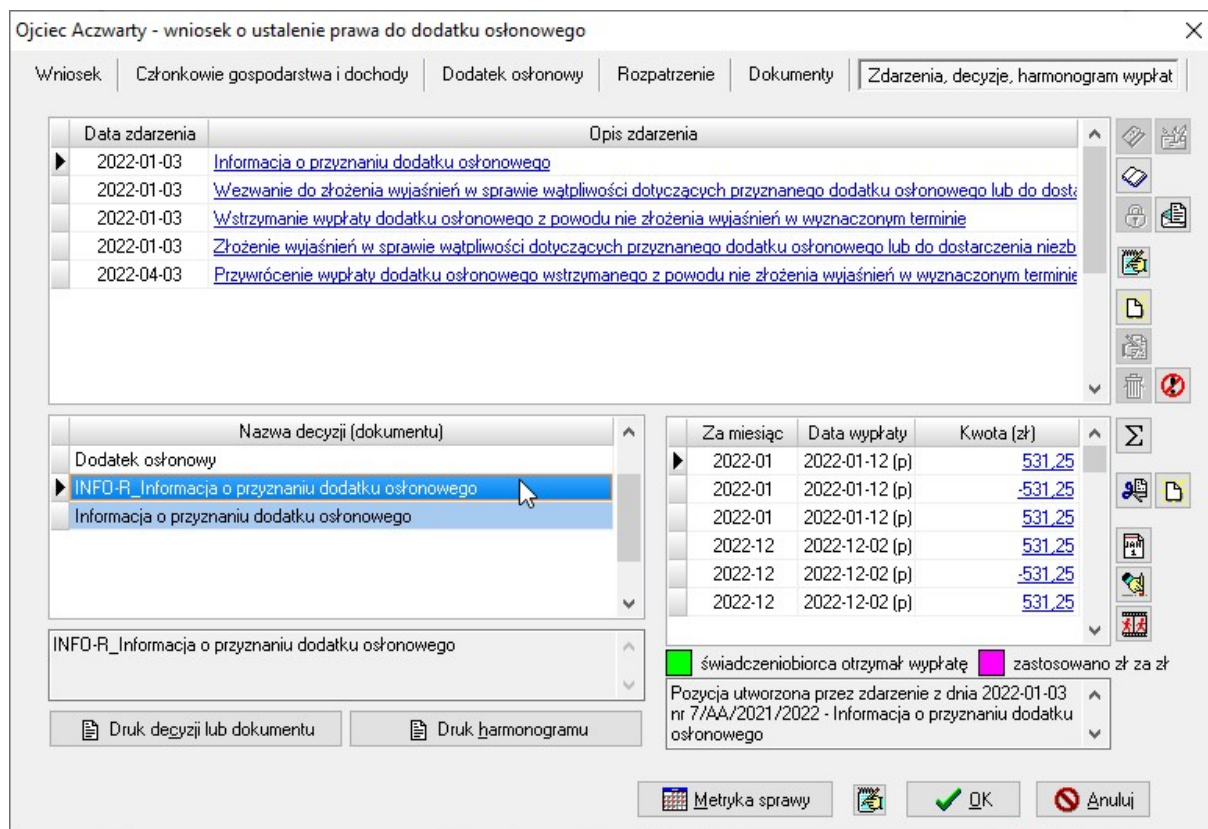 Ojciec Aczwarty - wniosek o ustalenie prawa do dodatku osłonowego
Wniosek Członkowie gospodarstwa i dochody Dodatek osłonowy Rozpatrzenie Dokumenty Zdarzenia, decyzje, harmonogram wypłat
Data zdarzenia Opis zdarzenia
2022-01-03 Informacja o przyznaniu dodatku osłonowego
2022-01-03 Wezwanie do złożenia wyjaśnień w sprawie wątpliwości dotyczących przyznanego dodatku osłonowego lub do dosta
2022-01-03 Wstrzymanie wypłaty dodatku osłonowego z powodu nie złożenia wyjaśnień w wyznaczonym terminie
2022-01-03 Złożenie wyjaśnień w sprawie wątpliwości dotyczących przyznanego dodatku osłonowego lub do dostarczenia niezb
2022-04-03 Przywrócenie wypłaty dodatku osłonowego wstrzymanego z powodu nie złożenia wyjaśnień w wyznaczonym terminie
Nazwa decyzji (dokumentu)
Dodatek osłonowy
INFO-R_Informacja o przyznaniu dodatku osłonowego
Informacja o przyznaniu dodatku osłonowego
INFO-R_Informacja o przyznaniu dodatku osłonowego
Druk decyzji lub dokumentu Druk harmonogramu
Za miesiąc Data wypłaty Kwota (zł)
2022-01 2022-01-12 (p) 531,25
2022-01 2022-01-12 (p) -531,25
2022-01 2022-01-12 (p) 531,25
2022-12 2022-12-02 (p) 531,25
2022-12 2022-12-02 (p) -531,25
2022-12 2022-12-02 (p) 531,25
świadczeniobiorca otrzymał wypłatę zastosowano zł za zł
Pozycja utworzona przez zdarzenie z dnia 2022-01-03
nr 7/AA/2021/2022 - Informacja o przyznaniu dodatku
osłonowego
Metryka sprawy OK Anuluj